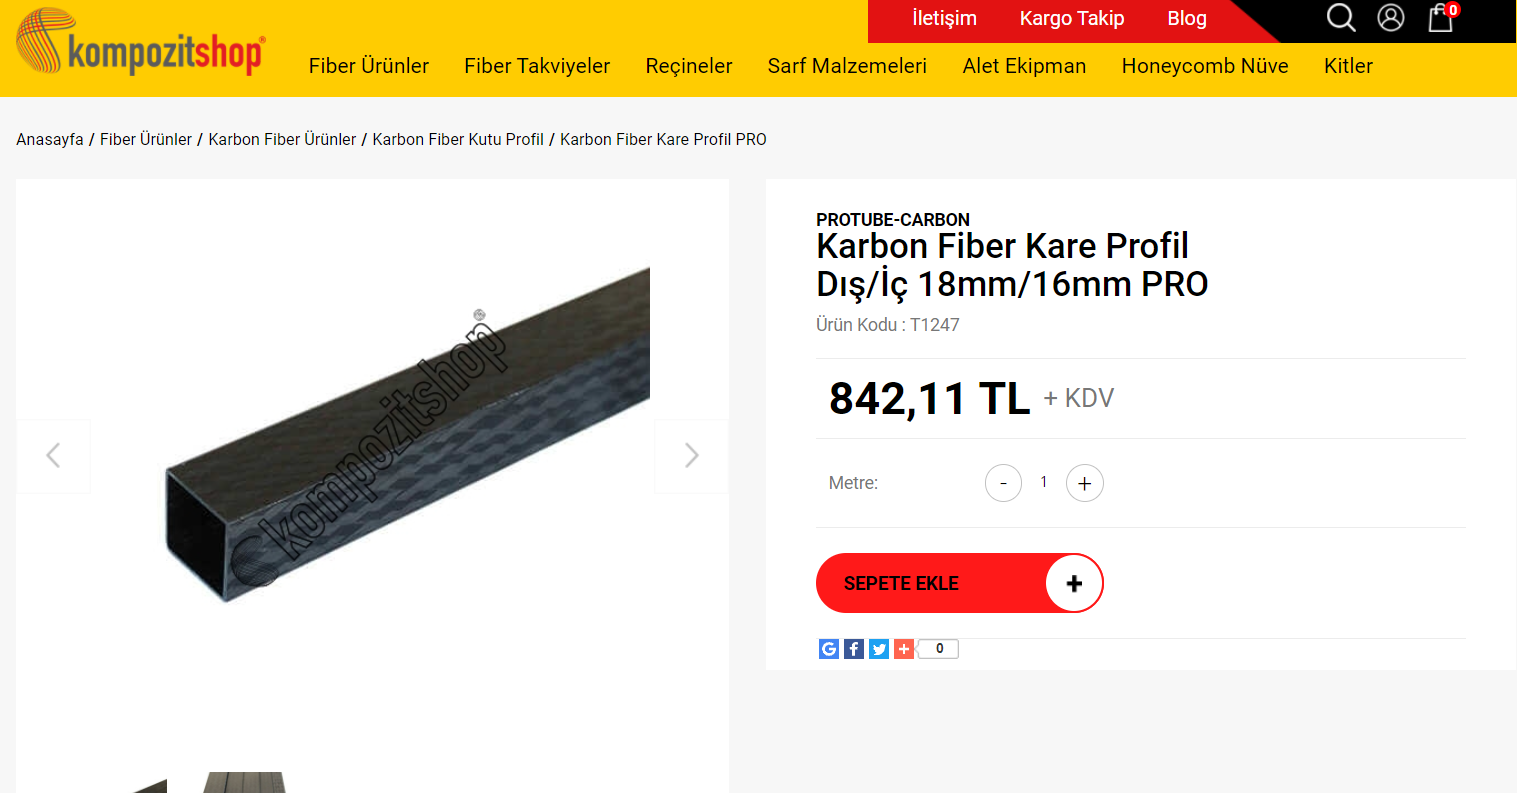 İletişim
Kargo Takip
Blog
0
kompozitshop®
Fiber Ürünler
Fiber Takviyeler
Reçineler
Sarf Malzemeleri
Alet Ekipman
Honeycomb Nüve
Kitler
Anasayfa / Fiber Ürünler / Karbon Fiber Ürünler / Karbon Fiber Kutu Profil / Karbon Fiber Kare Profil PRO
kompozitshop
PROTUBE-CARBON
Karbon Fiber Kare Profil
Dış/İç 18mm/16mm PRO
Ürün Kodu : T1247
842,11 TL + KDV
Metre:
- 1 +
SEPETE EKLE +
0